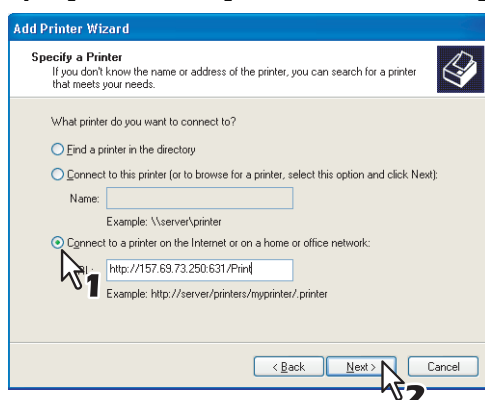 Add Printer Wizard
Specify a Printer
If you don't know the name or address of the printer, you can search for a printer
that meets your needs.
What printer do you want to connect to?
Find a printer in the directory
Connect to this printer (or to browse for a printer, select this option and click Next):
Name:
Example: \\server\printer
Connect to a printer on the Internet or on a home or office network:
http://157.69.73.250:631/Print
1
Example: http://server/printers/myprinter/.printer
< Back Next > Cancel
2